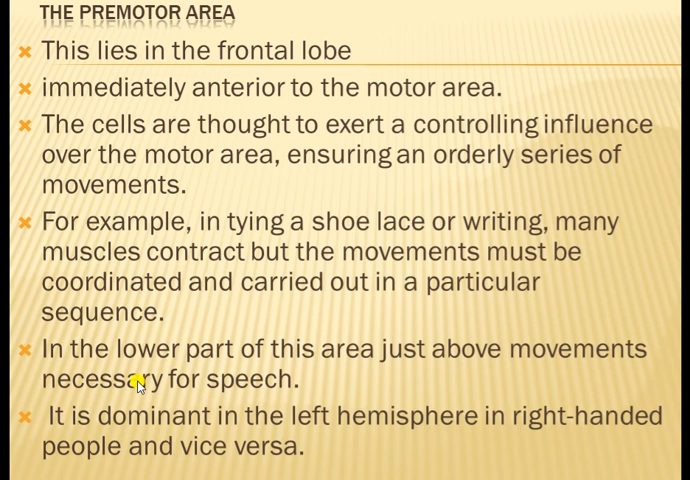 THE PREMOTOR AREA
This lies in the frontal lobe
immediately anterior to the motor area.
The cells are thought to exert a controlling influence
over the motor area, ensuring an orderly series of
movements.
For example, in tying a shoe lace or writing, many
muscles contract but the movements must be
coordinated and carried out in a particular
sequence.
In the lower part of this area just above movements
necessary for speech.
It is dominant in the left hemisphere in right-handed
people and vice versa.